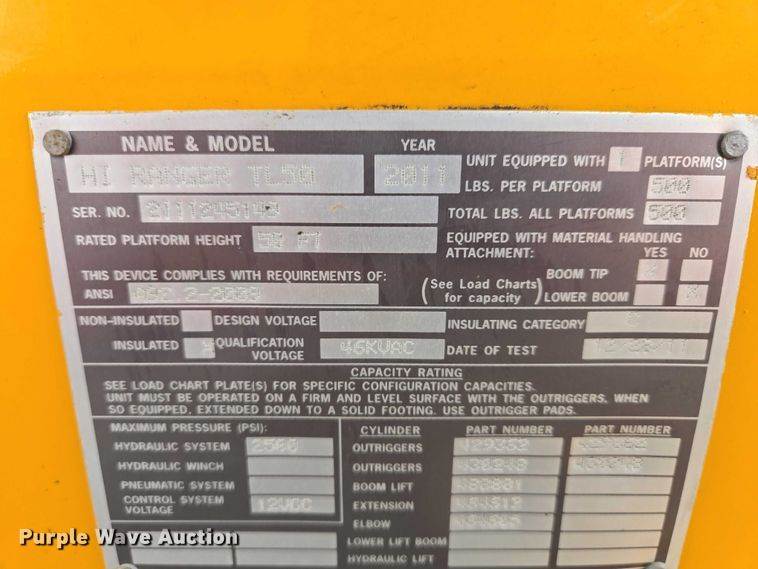 NAME & MODEL YEAR
HI RANGER TL50 2011
UNIT EQUIPPED WITH 1 PLATFORM(S)
LBS. PER PLATFORM 500
SER. NO. TOTAL LBS. ALL PLATFORMS 500
RATED PLATFORM HEIGHT 50 FT
EQUIPPED WITH MATERIAL HANDLING
ATTACHMENT: YES NO
THIS DEVICE COMPLIES WITH REQUIREMENTS OF:
ANSI
(See Load Charts
for capacity)
BOOM TIP X
LOWER BOOM X
NON-INSULATED DESIGN VOLTAGE INSULATING CATEGORY
INSULATED X QUALIFICATION
VOLTAGE 46KVAC DATE OF TEST
CAPACITY RATING
SEE LOAD CHART PLATE(S) FOR SPECIFIC CONFIGURATION CAPACITIES.
UNIT MUST BE OPERATED ON A FIRM AND LEVEL SURFACE WITH THE OUTRIGGERS, WHEN
SO EQUIPPED, EXTENDED DOWN TO A SOLID FOOTING. USE OUTRIGGER PADS.
MAXIMUM PRESSURE (PSI):
HYDRAULIC SYSTEM
HYDRAULIC WINCH
PNEUMATIC SYSTEM
CONTROL SYSTEM
VOLTAGE 12VDC
CYLINDER PART NUMBER PART NUMBER
OUTRIGGERS
OUTRIGGERS
BOOM LIFT
EXTENSION
ELBOW
LOWER LIFT BOOM
HYDRAULIC LIFT
Purple Wave Auction